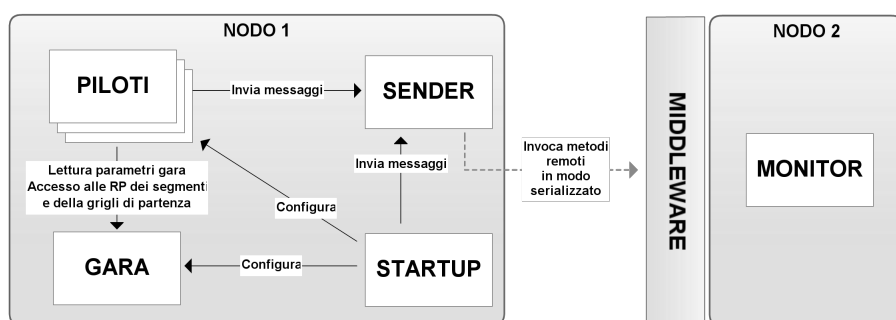 NODO 1
NODO 2
PILOTI
Invia messaggi
SENDER
MIDDLEWARE
Invoca metodi
remoti
in modo
serializzato
MONITOR
Lettura parametri gara
Accesso alle RP dei segmenti
e della grigli di partenza
Invia messaggi
Configura
GARA
Configura
STARTUP